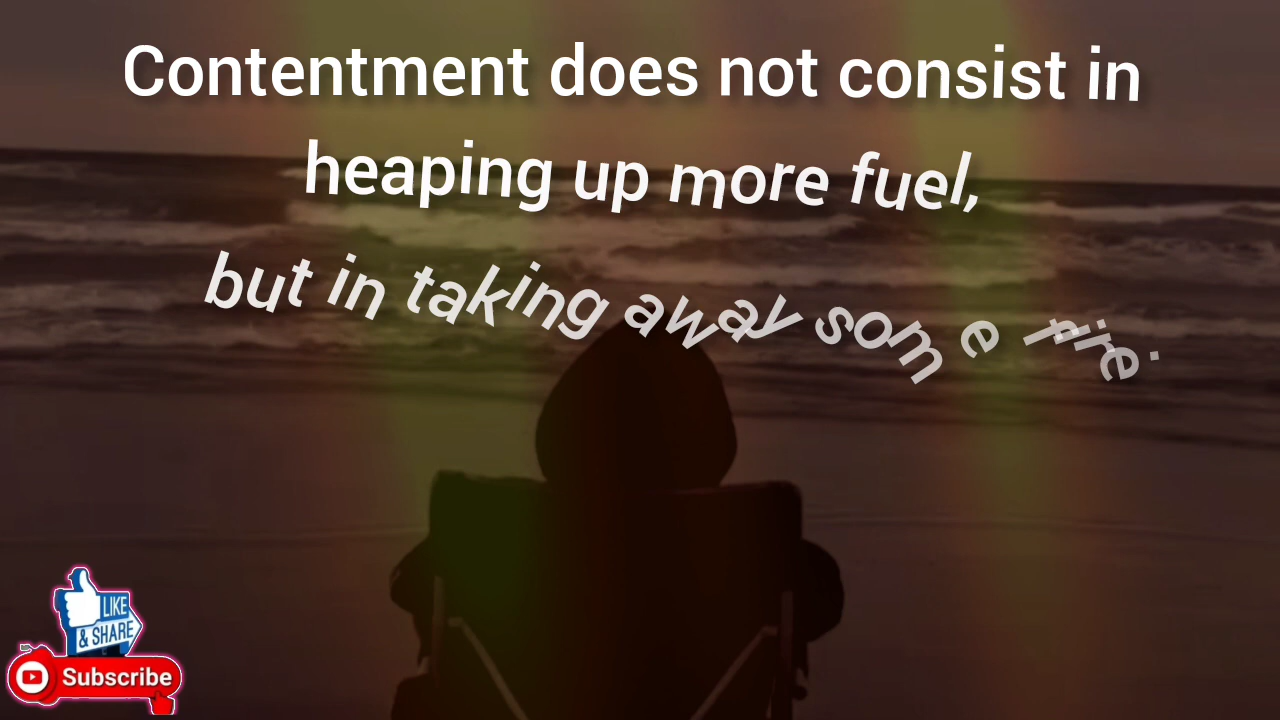 Contentment does not consist in
heaping up more fuel,
but in taking away some fire.
LIKE
& SHARE
Subscribe